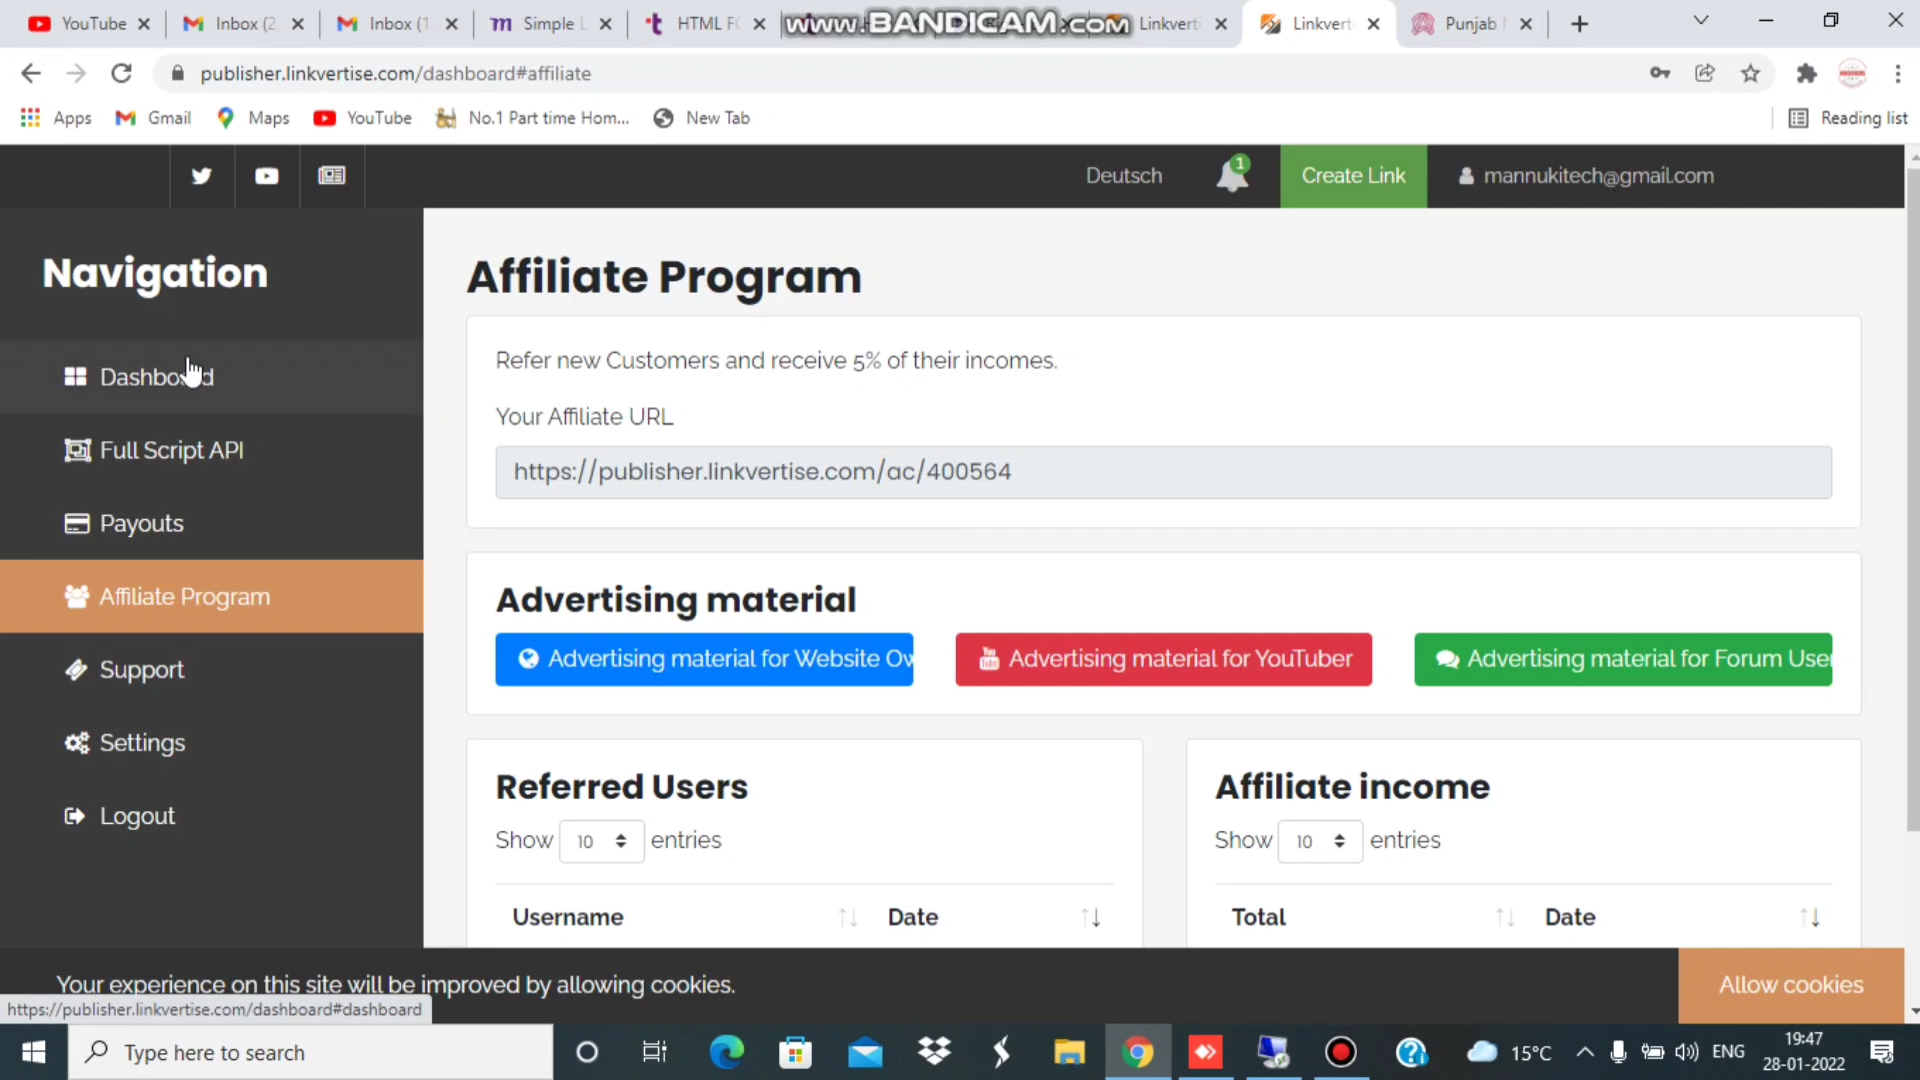 YouTube
Inbox (2
Inbox (1
Simple L
HTML F
www.BANDICAM.com
Linkverti
Linkverti
Punjab
publisher.linkvertise.com/dashboard#affiliate
Apps
Gmail
Maps
YouTube
No.1 Part time Hom...
New Tab
Reading list
Deutsch
1
Create Link
mannukitech@gmail.com
Navigation
Affiliate Program
Refer new Customers and receive 5% of their incomes.
Dashboard
Your Affiliate URL
Full Script API
https://publisher.linkvertise.com/ac/400564
Payouts
Affiliate Program
Advertising material
Advertising material for Website Ow
Advertising material for YouTuber
Advertising material for Forum User
Support
Settings
Logout
Referred Users
Show 10 entries
Username
Date
Affiliate income
Show 10 entries
Total
Date
Your experience on this site will be improved by allowing cookies.
Allow cookies
https://publisher.linkvertise.com/dashboard#dashboard
Type here to search
15°C
ENG
19:47
28-01-2022